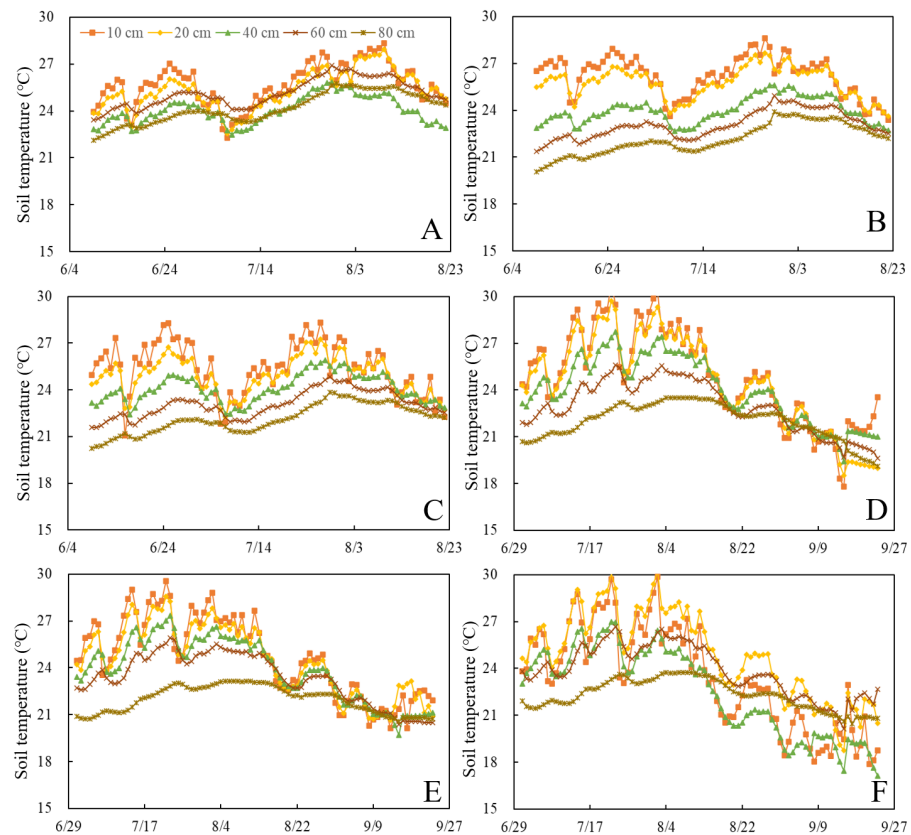 30
27
24
21
18
15
Soil temperature (°C)
10 cm 20 cm 40 cm 60 cm 80 cm
A
6/4 6/24 7/14 8/3 8/23
30
27
24
21
18
15
Soil temperature (°C)
B
6/4 6/24 7/14 8/3 8/23
30
27
24
21
18
15
Soil temperature (°C)
C
6/4 6/24 7/14 8/3 8/23
30
27
24
21
18
15
Soil temperature (°C)
D
6/29 7/17 8/4 8/22 9/9 9/27
30
27
24
21
18
15
Soil temperature (°C)
E
6/29 7/17 8/4 8/22 9/9 9/27
30
27
24
21
18
15
Soil temperature (°C)
F
6/29 7/17 8/4 8/22 9/9 9/27